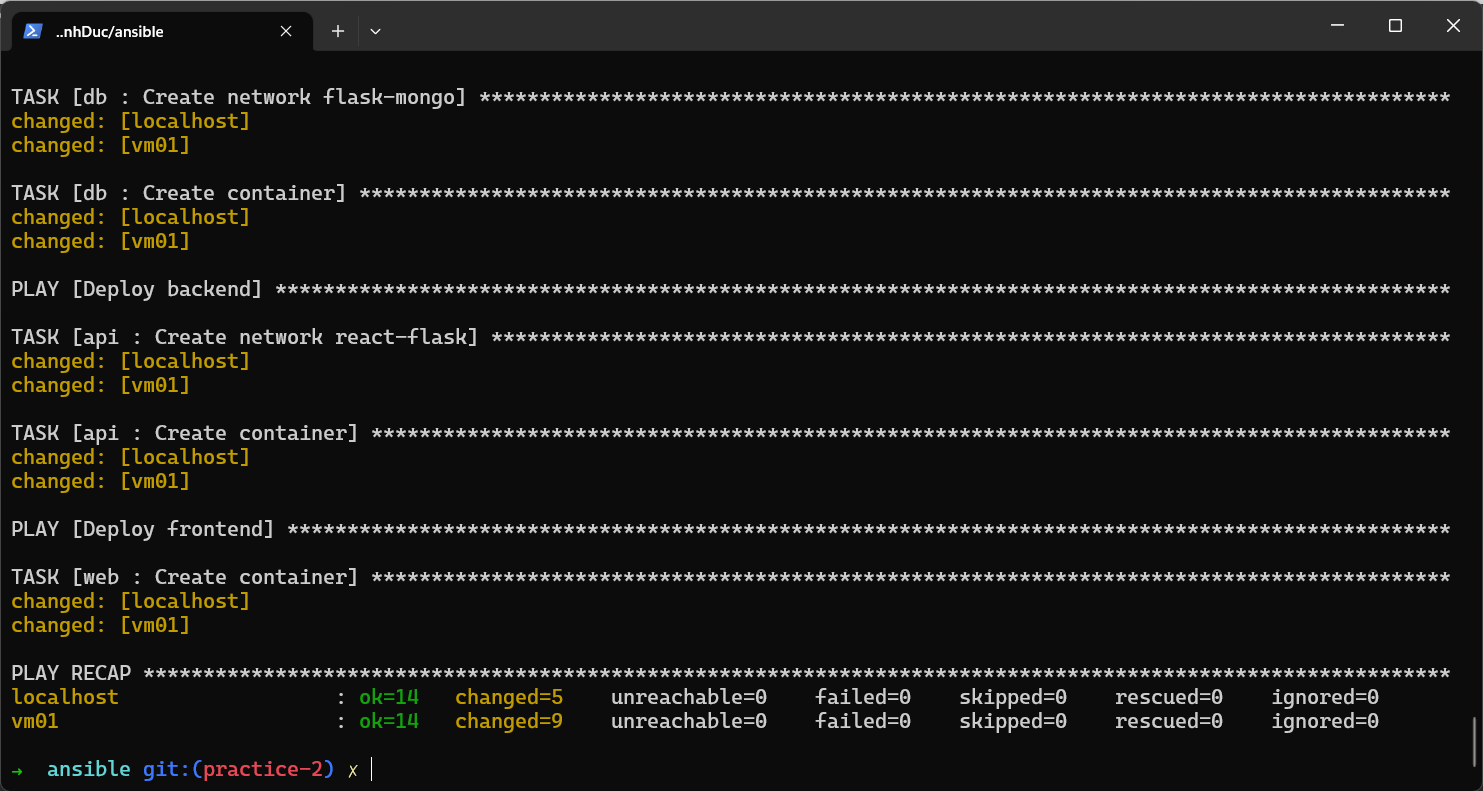 ..nhDuc/ansible
TASK [db : Create network flask-mongo] *********************************************************************************
changed: [localhost]
changed: [vm01]
TASK [db : Create container] *******************************************************************************************
changed: [localhost]
changed: [vm01]
PLAY [Deploy backend] **************************************************************************************************
TASK [api : Create network react-flask] ********************************************************************************
changed: [localhost]
changed: [vm01]
TASK [api : Create container] ******************************************************************************************
changed: [localhost]
changed: [vm01]
PLAY [Deploy frontend] *************************************************************************************************
TASK [web : Create container] ******************************************************************************************
changed: [localhost]
changed: [vm01]
PLAY RECAP *************************************************************************************************************
localhost                  : ok=14   changed=5    unreachable=0    failed=0    skipped=0    rescued=0    ignored=0
vm01                       : ok=14   changed=9    unreachable=0    failed=0    skipped=0    rescued=0    ignored=0
→  ansible git:(practice-2) ✗